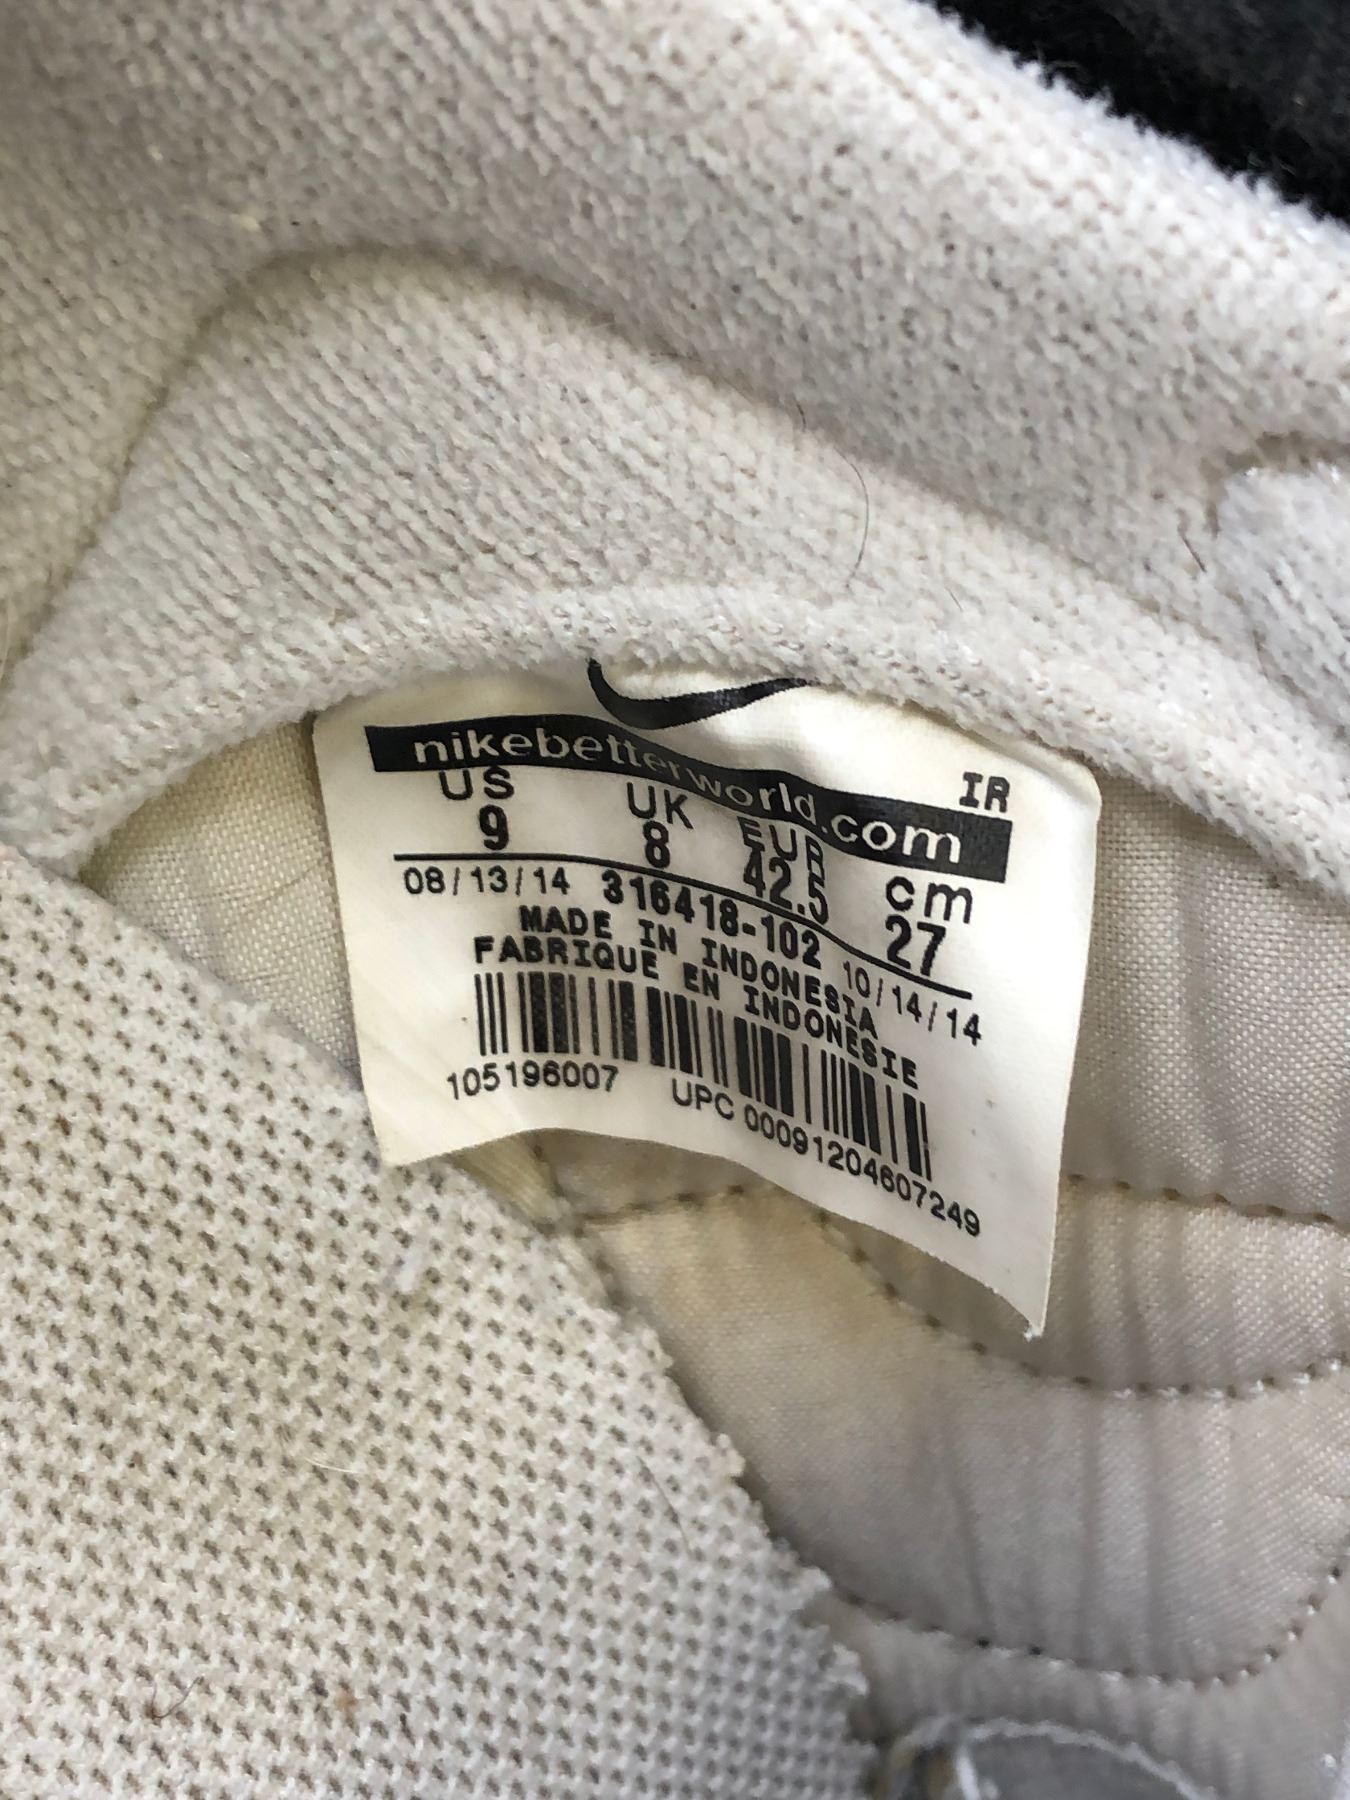 nikebetterworld.com
IR
US UK EUR cm
9 8 42.5 27
08/13/14 316418-102 10/14/14
MADE IN INDONESIA
FABRIQUE EN INDONESIE
105196007 UPC 00091204607249